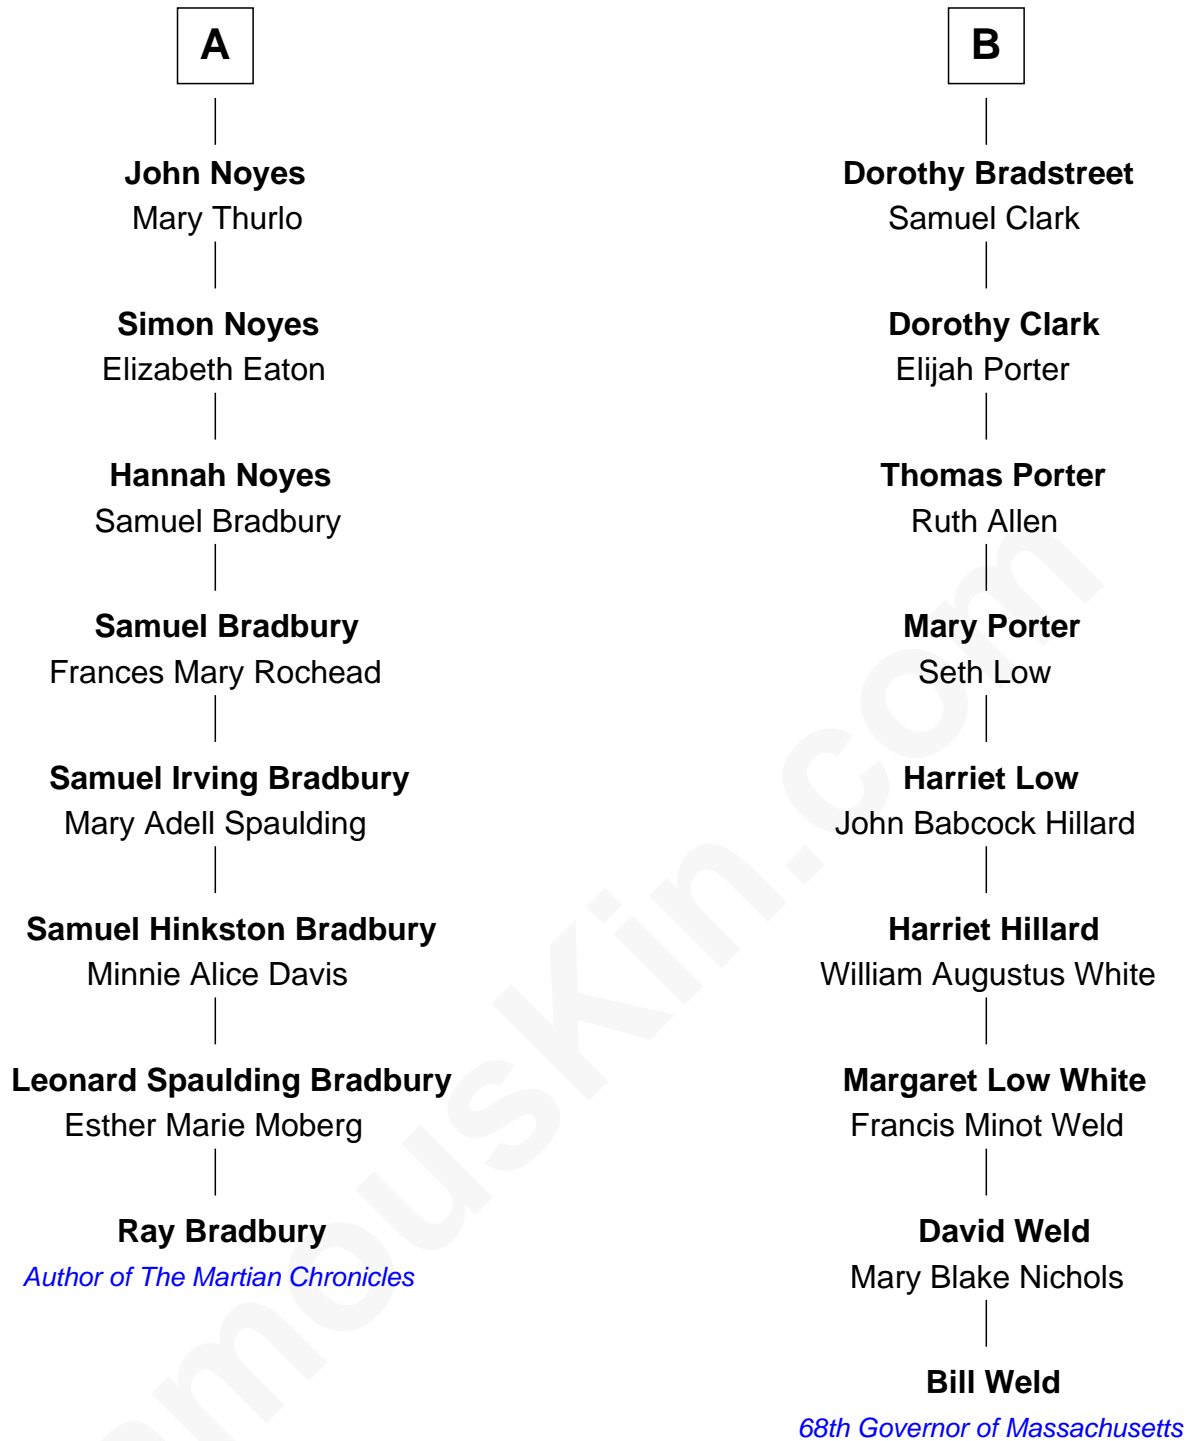 A
John Noyes
Mary Thurlo
Simon Noyes
Elizabeth Eaton
Hannah Noyes
Samuel Bradbury
Samuel Bradbury
Frances Mary Rochead
Samuel Irving Bradbury
Mary Adell Spaulding
Samuel Hinkston Bradbury
Minnie Alice Davis
Leonard Spaulding Bradbury
Esther Marie Moberg
Ray Bradbury
Author of The Martian Chronicles
B
Dorothy Bradstreet
Samuel Clark
Dorothy Clark
Elijah Porter
Thomas Porter
Ruth Allen
Mary Porter
Seth Low
Harriet Low
John Babcock Hillard
Harriet Hillard
William Augustus White
Margaret Low White
Francis Minot Weld
David Weld
Mary Blake Nichols
Bill Weld
68th Governor of Massachusetts
amouskin.com